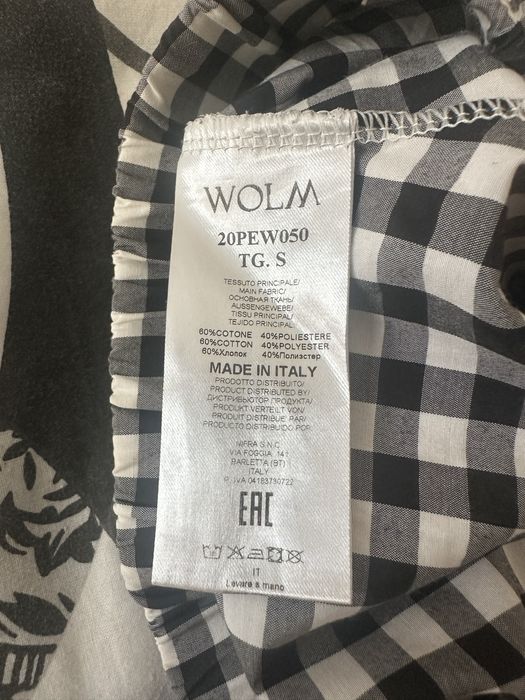 WOLM
20PEW050
TG. S
TESSUTO PRINCIPALE/
MAIN FABRIC/
ОСНОВНАЯ ТКАНЬ/
AUSSENGEWEBE/
TISSU PRINCIPAL/
TEJIDO PRINCIPAL
60%COTONE 40%POLIESTERE
60%COTTON 40%POLYESTER
60%Хлопок 40%Полиэстер
MADE IN ITALY
PRODOTTO DISTRIBUITO/
PRODUCT DISTRIBUTED BY/
ДИСТРИБЬЮТОР ПРОДУКТА/
PRODUKT VERTEILT VON/
PRODUIT DISTRIBUE PAR/
PRODUCTO DISTRIBUIDO POR
NIFRA S.N.C.
VIA FOGGIA, 141
BARLETTA (BT)
ITALY
P. IVA 04183730722
EAC
IT
Lavare a mano